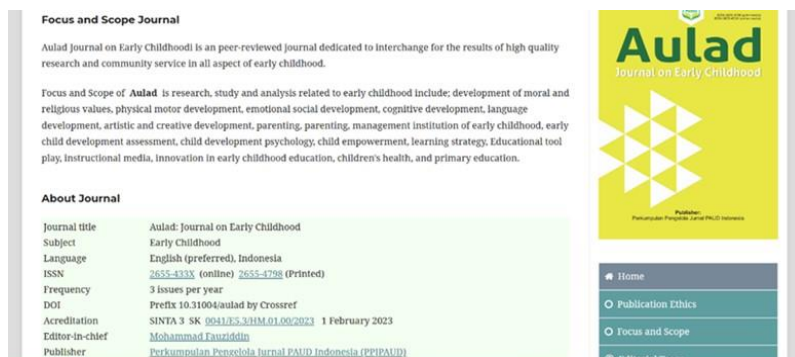 Focus and Scope Journal
Aulad Journal on Early Childhoodi is an peer-reviewed journal dedicated to interchange for the results of high quality
research and community service in all aspect of early childhood.
Focus and Scope of Aulad is research, study and analysis related to early childhood include; development of moral and
religious values, physical motor development, emotional social development, cognitive development, language
development, artistic and creative development, parenting, parenting, management institution of early childhood, early
child development assessment, child development psychology, child empowerment, learning strategy, Educational tool
play, instructional media, innovation in early childhood education, children's health, and primary education.
About Journal
Journal title Aulad: Journal on Early Childhood
Subject Early Childhood
Language English (preferred), Indonesia
ISSN 2655-433X (online) 2655-4798 (Printed)
Frequency 3 issues per year
DOI Prefix 10.31004/aulad by Crossref
Acreditation SINTA 3 SK 0041/E5.3/HM.01.00/2023 1 February 2023
Editor-in-chief Mohammad Fauziddin
Publisher Perkumpulan Pengelola Jurnal PAUD Indonesia (PPJPAUD)
Aulad
Journal on Early Childhood
Publisher:
Perkumpulan Pengelola Jurnal PAUD Indonesia
Home
Publication Ethics
Focus and Scope